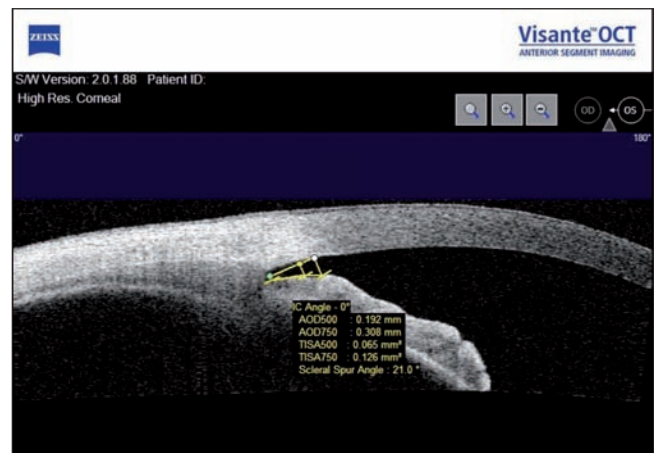 ZEISS
Visante™ OCT
ANTERIOR SEGMENT IMAGING
S/W Version: 2.0.1.88 Patient ID:
High Res. Corneal
OD OS
0° 180°
IC Angle - 0°
AOD500 : 0.192 mm
AOD750 : 0.308 mm
TISA500 : 0.065 mm²
TISA750 : 0.126 mm²
Scleral Spur Angle : 21.0 °